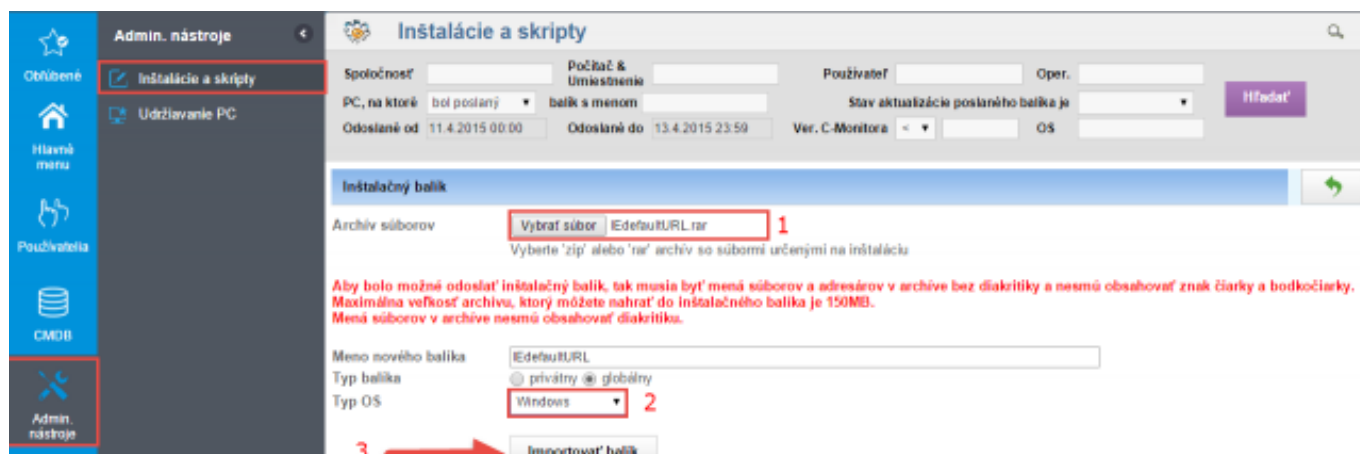 Obľúbené
Hlavné
menu
Používatelia
CMDB
Admin.
nástroje
Admin. nástroje
Inštalácie a skripty
Udržiavanie PC
Inštalácie a skripty
Spoločnosť Počítač & Umiestnenie Používateľ Oper.
PC, na ktoré bol poslaný balík s menom Stav aktualizácie poslaného balíka je Hľadať
Odoslané od 11.4.2015 00:00 Odoslané do 13.4.2015 23:59 Ver. C-Monitora < OS
Inštalačný balík
Archív súborov Vybrať súbor IEdefaultURL.rar 1
Vyberte 'zip' alebo 'rar' archív so súbormi určenými na inštaláciu
Aby bolo možné odoslať inštalačný balík, tak musia byť mená súborov a adresárov v archíve bez diakritiky a nesmú obsahovať znak čiarky a bodkočiarky.
Maximálna veľkosť archivu, ktorý môžete nahrať do inštalačného balíka je 150MB.
Mená súborov v archíve nesmú obsahovať diakritiku.
Meno nového balíka IEdefaultURL
Typ balíka privátny globálny
Typ OS Windows 2
3 Importovať balík